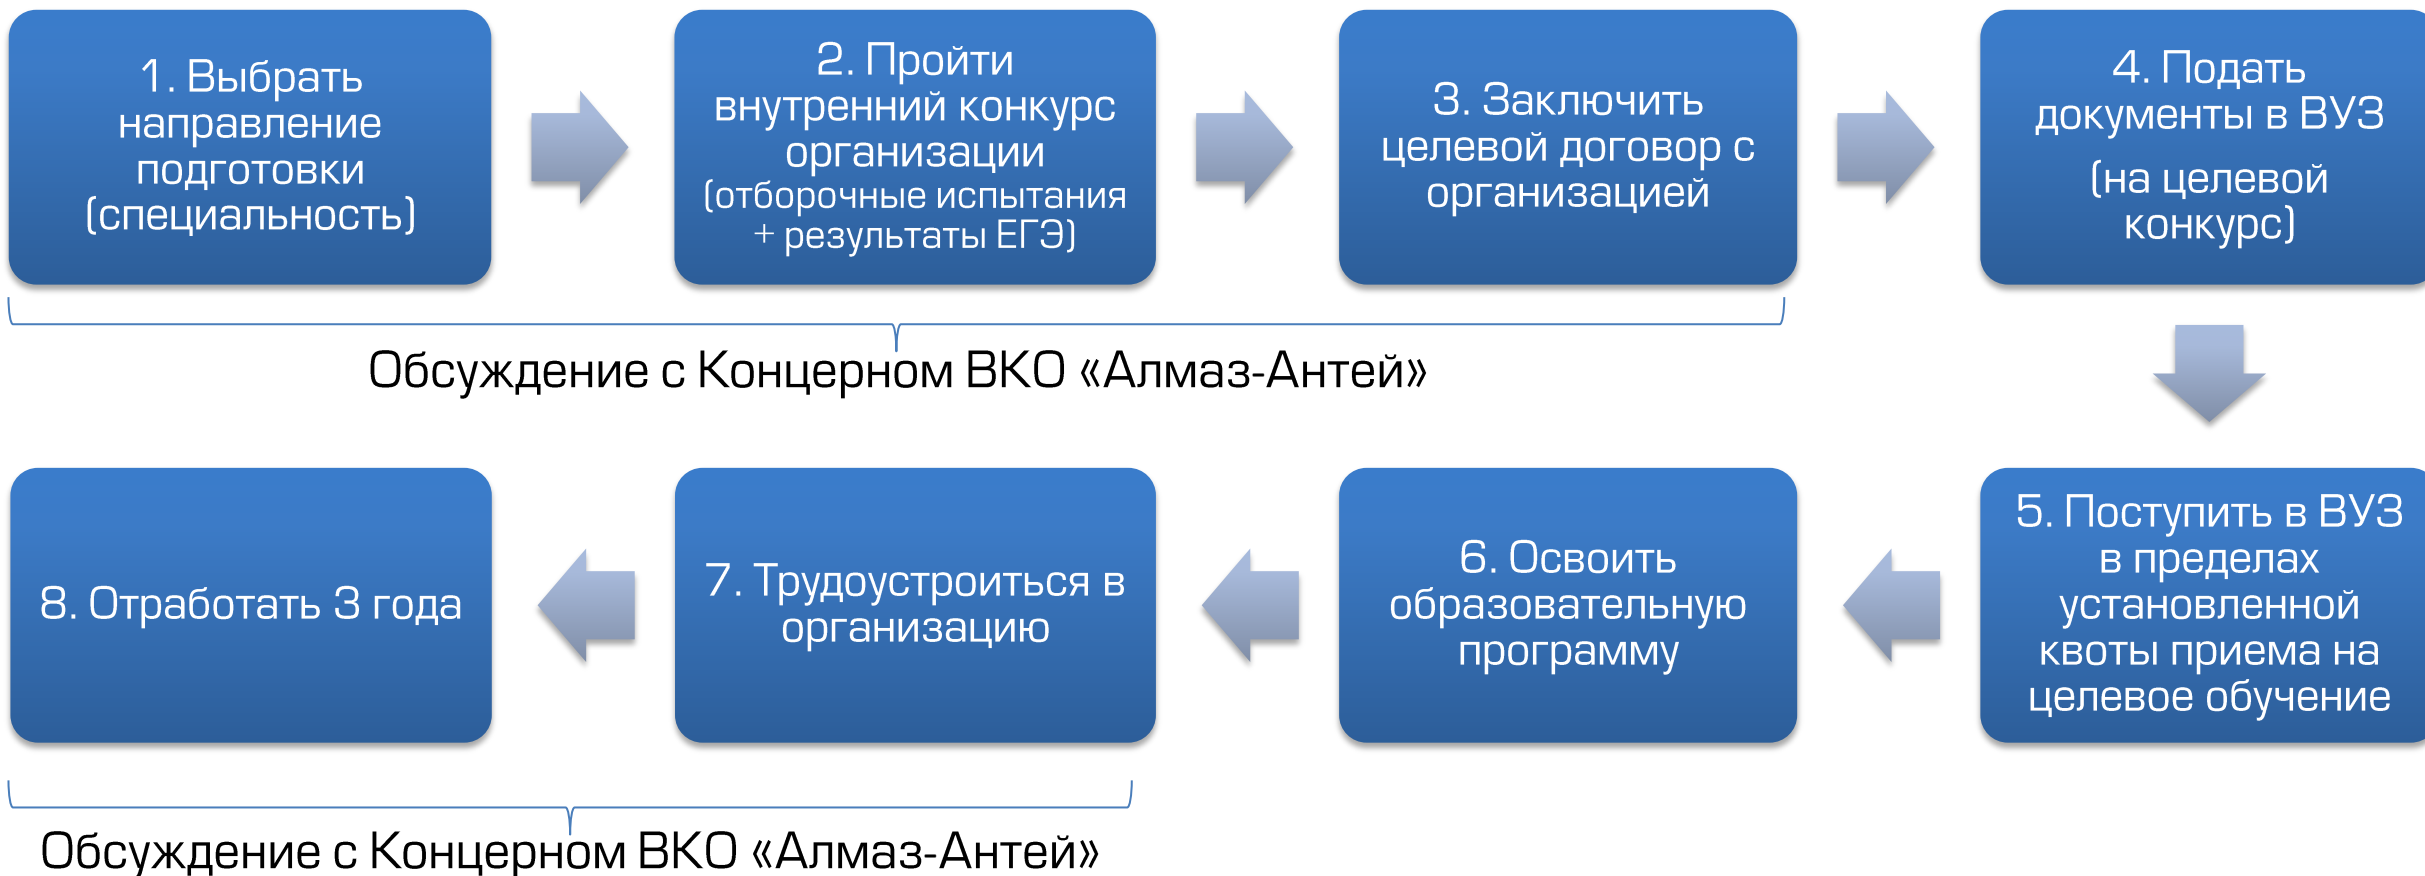 1. Выбрать
направление
подготовки
(специальность)
2. Пройти
внутренний конкурс
организации
(отборочные испытания
+ результаты ЕГЭ)
3. Заключить
целевой договор с
организацией
4. Подать
документы в ВУЗ
(на целевой
конкурс)
Обсуждение с Концерном ВКО «Алмаз-Антей»
5. Поступить в ВУЗ
в пределах
установленной
квоты приема на
целевое обучение
6. Освоить
образовательную
программу
7. Трудоустроиться в
организацию
8. Отработать 3 года
Обсуждение с Концерном ВКО «Алмаз-Антей»